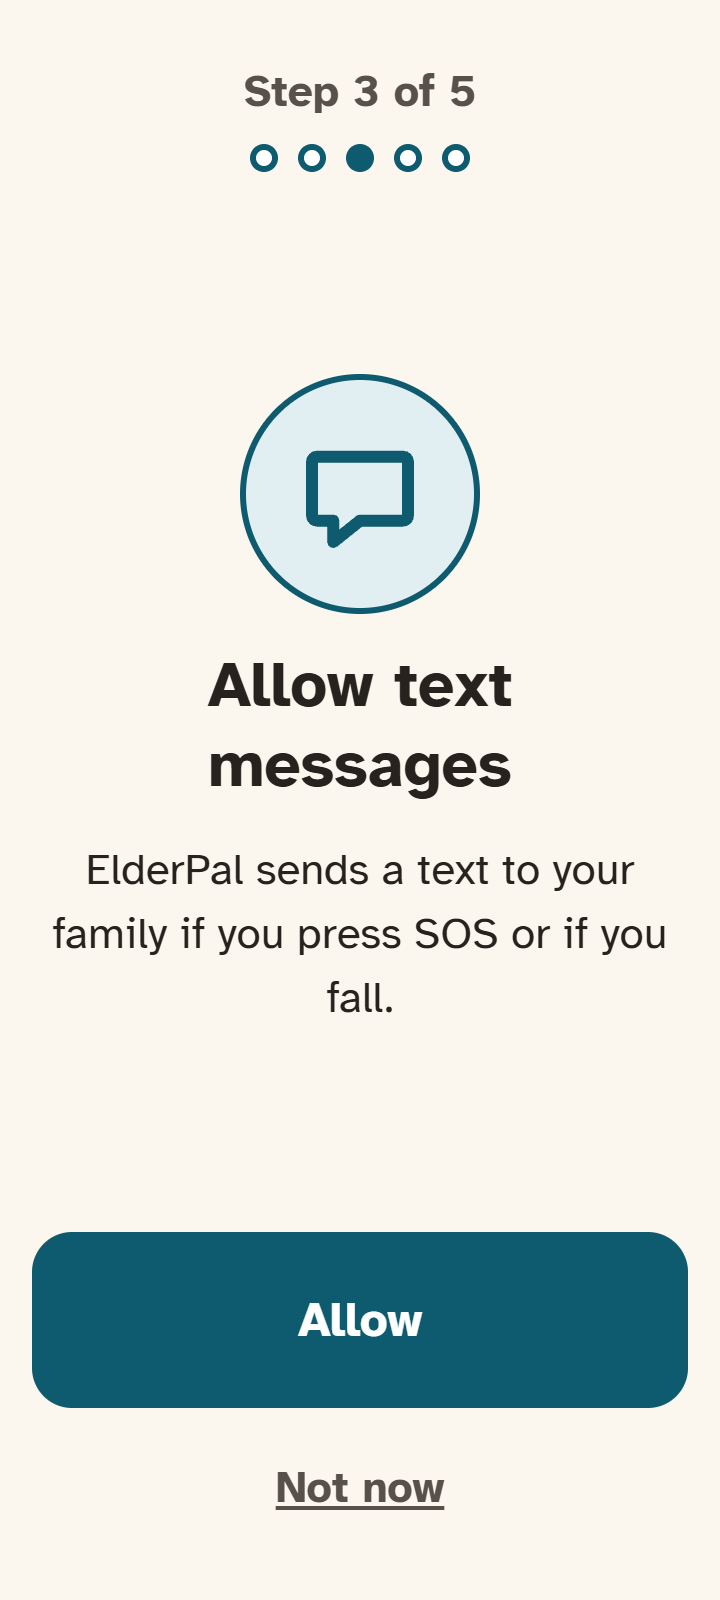 Step 3 of 5
Allow text
messages
ElderPal sends a text to your
family if you press SOS or if you
fall.
Allow
Not now